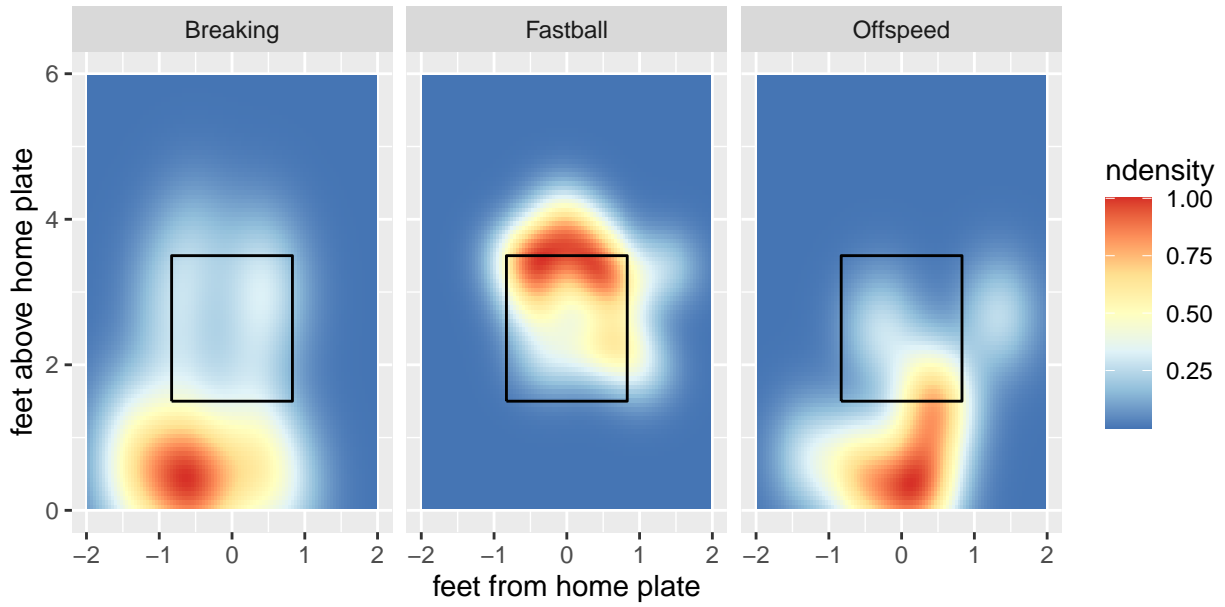 Breaking Fastball Offspeed
6
4
2
0
feet above home plate
−2 −1 0 1 2 −2 −1 0 1 2 −2 −1 0 1 2
feet from home plate
ndensity
1.00
0.75
0.50
0.25